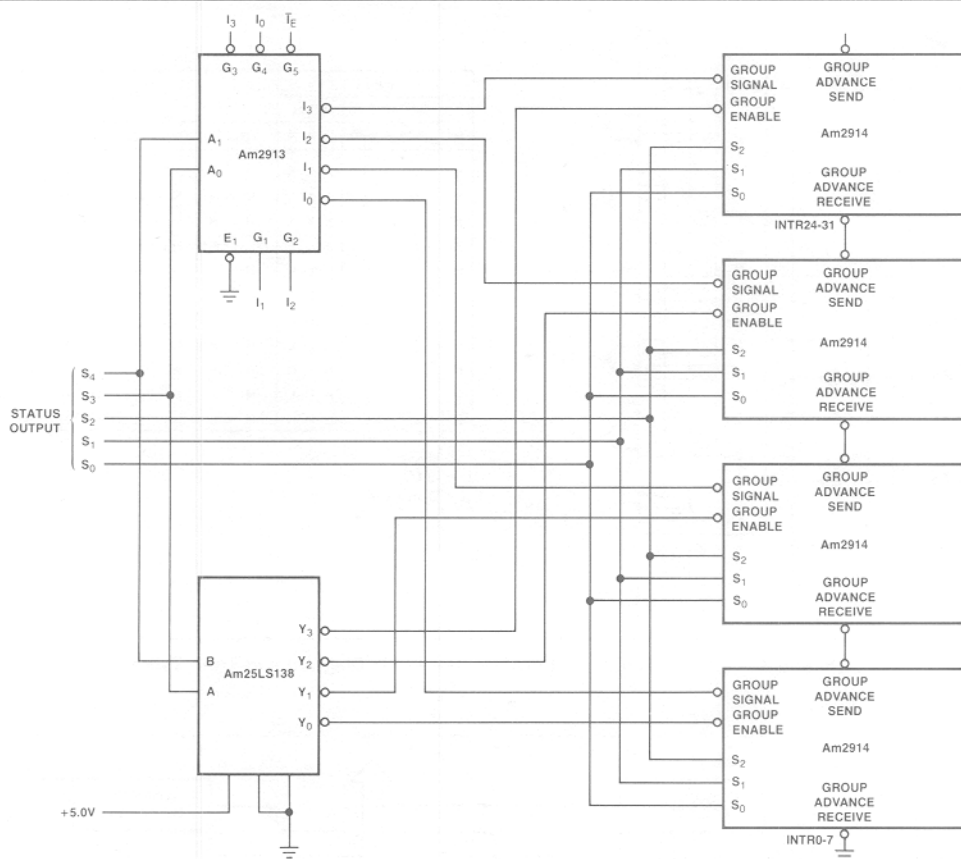 I3 I0 T̅E
G3 G4 G5
A1
A0
Am2913
I3
I2
I1
I0
E1 G1 G2
I1 I2
STATUS
OUTPUT
S4
S3
S2
S1
S0
B
A
Am25LS138
Y3
Y2
Y1
Y0
+5.0V
GROUP
SIGNAL
GROUP
ENABLE
GROUP
ADVANCE
SEND
Am2914
S2
S1
S0
GROUP
ADVANCE
RECEIVE
INTR24-31
GROUP
SIGNAL
GROUP
ENABLE
GROUP
ADVANCE
SEND
Am2914
S2
S1
S0
GROUP
ADVANCE
RECEIVE
GROUP
SIGNAL
GROUP
ENABLE
GROUP
ADVANCE
SEND
Am2914
S2
S1
S0
GROUP
ADVANCE
RECEIVE
GROUP
SIGNAL
GROUP
ENABLE
GROUP
ADVANCE
SEND
Am2914
S2
S1
S0
GROUP
ADVANCE
RECEIVE
INTR0-7